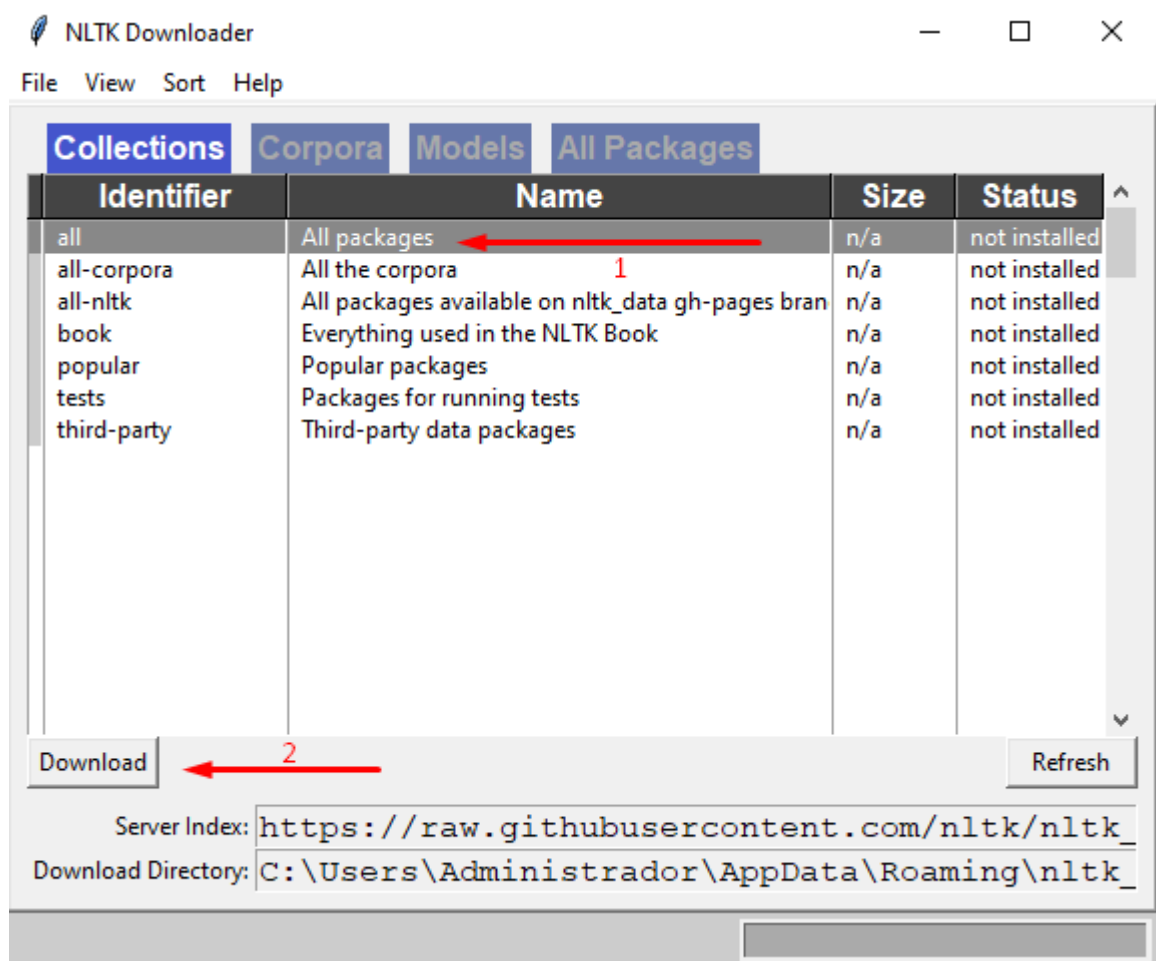 NLTK Downloader
File View Sort Help
Collections Corpora Models All Packages
Identifier Name Size Status
all All packages n/a not installed
all-corpora All the corpora 1 n/a not installed
all-nltk All packages available on nltk_data gh-pages bran n/a not installed
book Everything used in the NLTK Book n/a not installed
popular Popular packages n/a not installed
tests Packages for running tests n/a not installed
third-party Third-party data packages n/a not installed
Download 2 Refresh
Server Index: https://raw.githubusercontent.com/nltk/nltk_
Download Directory: C:\Users\Administrador\AppData\Roaming\nltk_